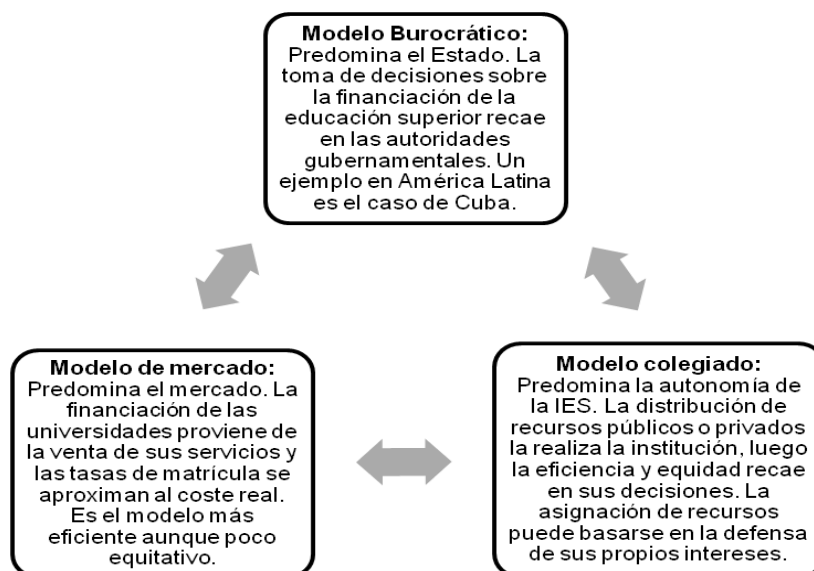 Modelo Burocrático:
Predomina el Estado. La
toma de decisiones sobre
la financiación de la
educación superior recae
en las autoridades
gubernamentales. Un
ejemplo en América Latina
es el caso de Cuba.
Modelo de mercado:
Predomina el mercado. La
financiación de las
universidades proviene de
la venta de sus servicios y
las tasas de matrícula se
aproximan al coste real.
Es el modelo más
eficiente aunque poco
equitativo.
Modelo colegiado:
Predomina la autonomía de
la IES. La distribución de
recursos públicos o privados
la realiza la institución, luego
la eficiencia y equidad recae
en sus decisiones. La
asignación de recursos
puede basarse en la defensa
de sus propios intereses.